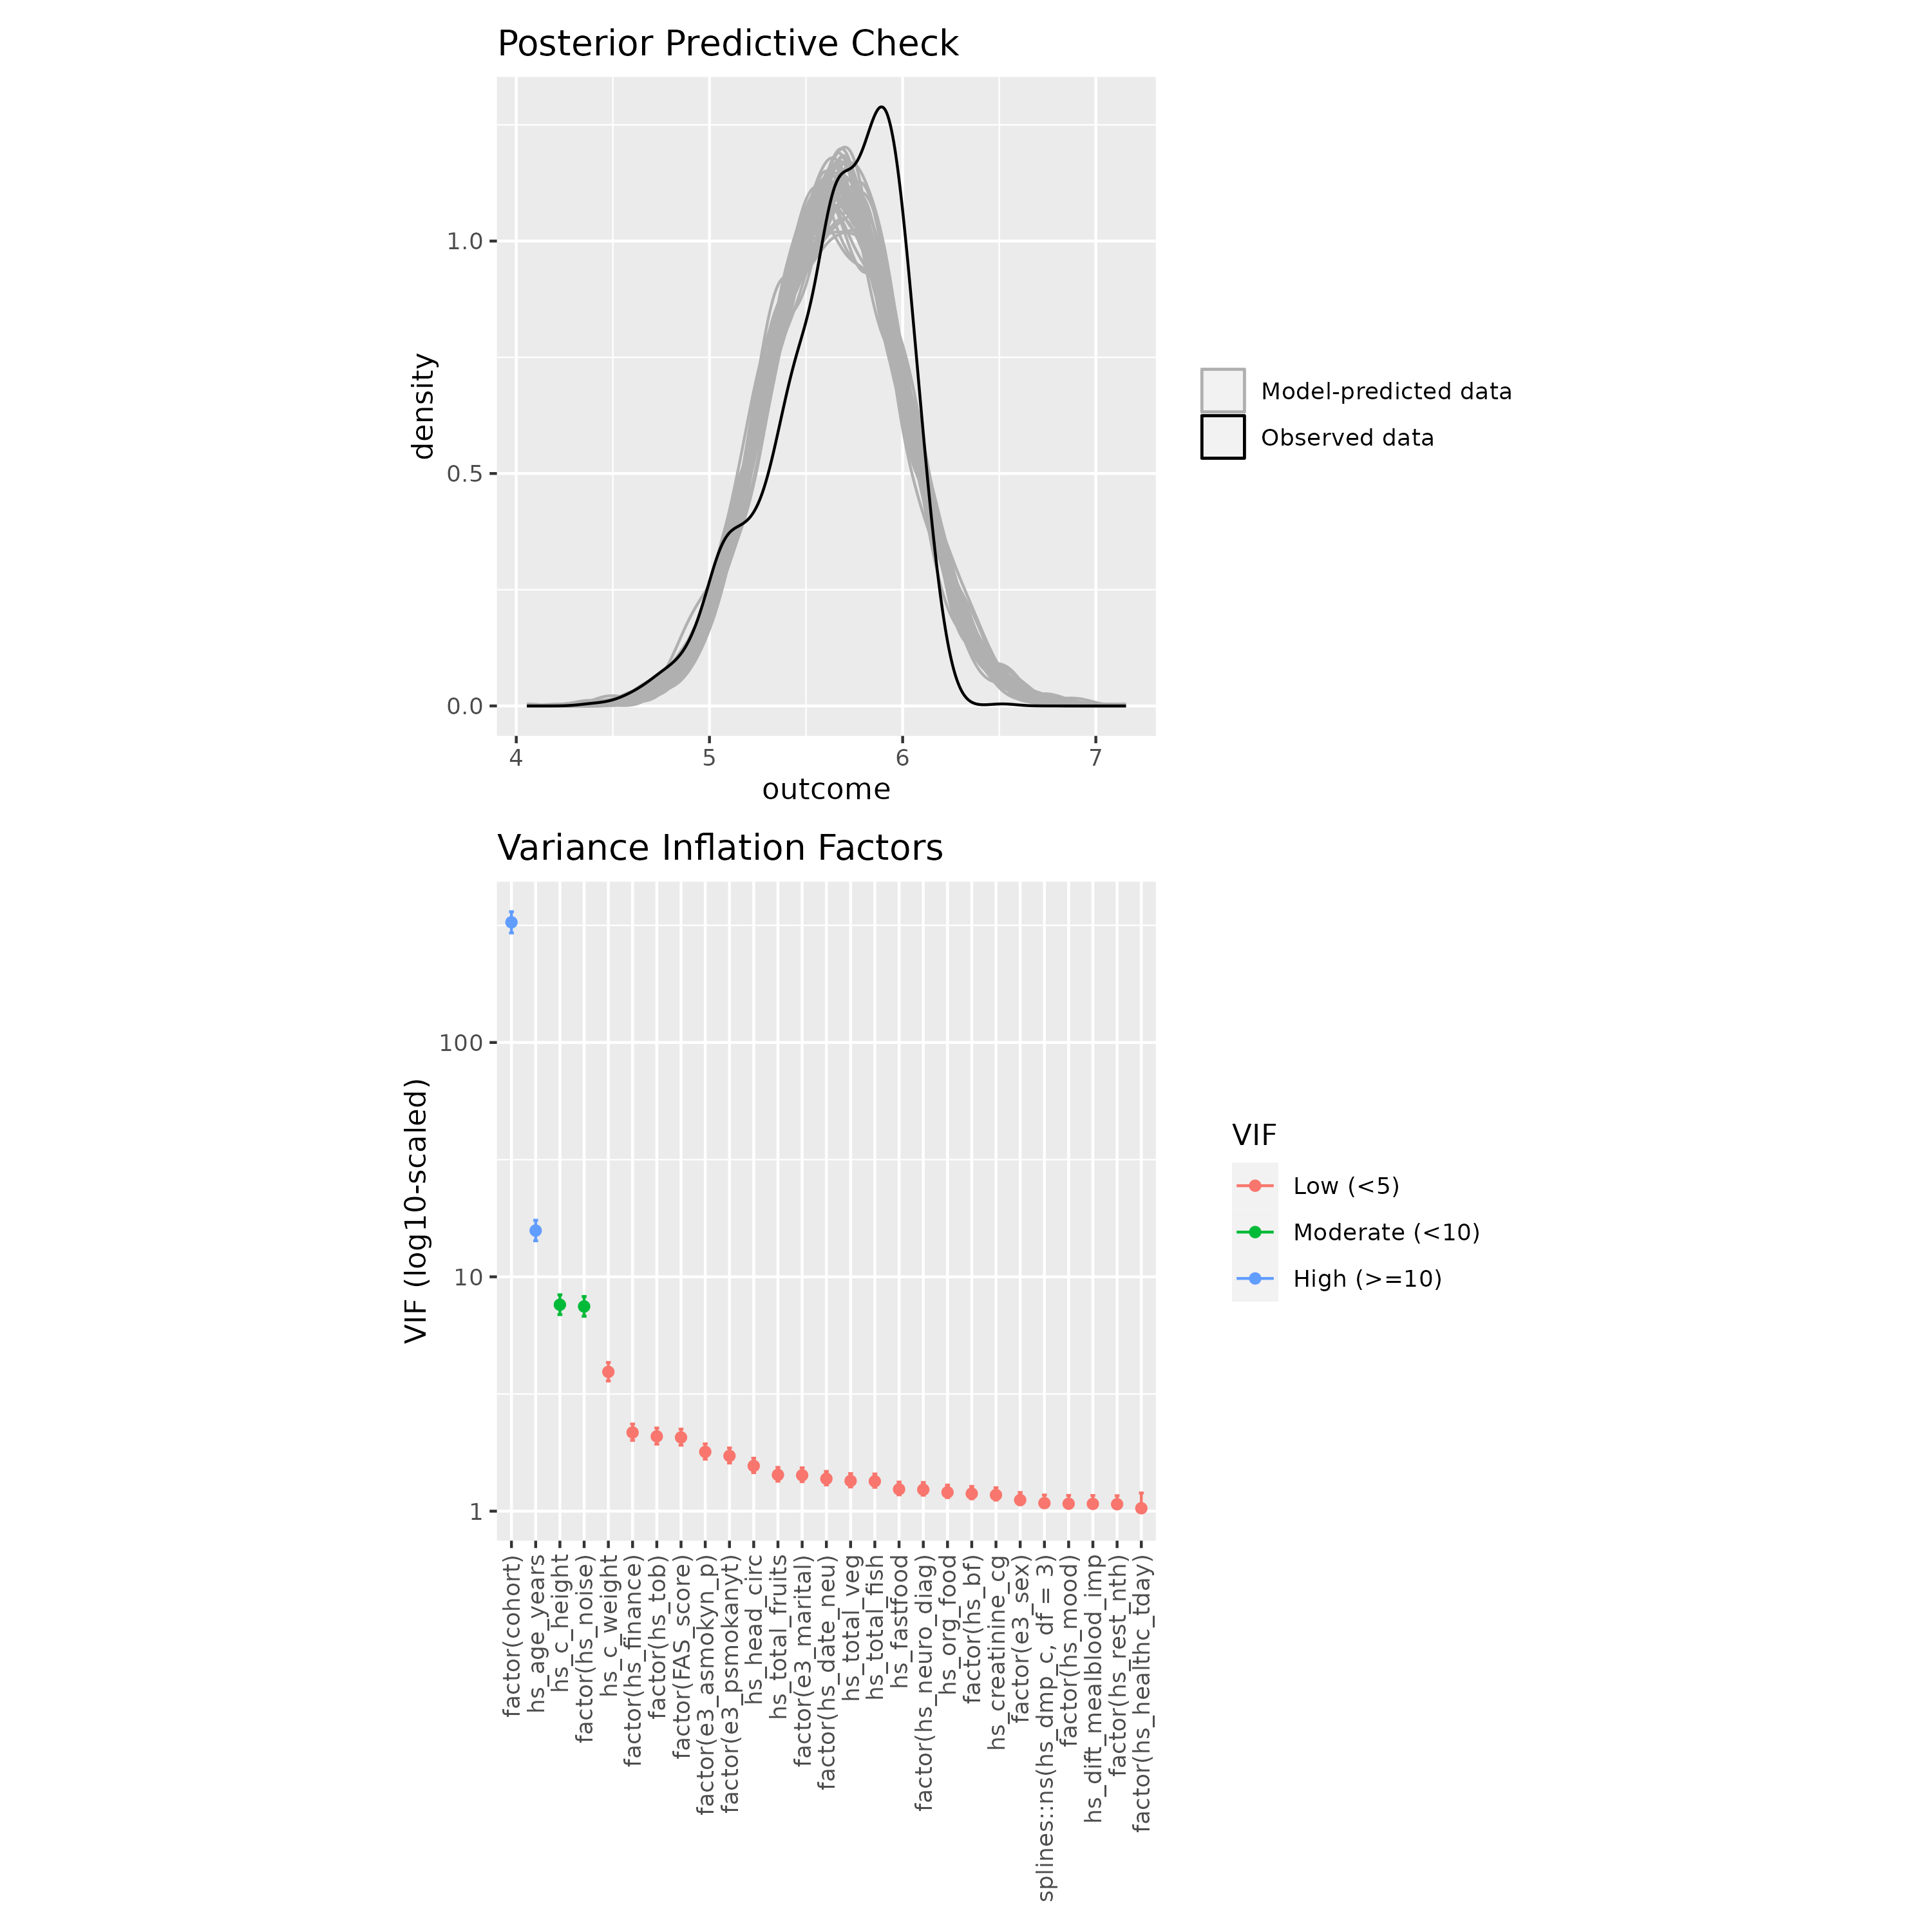 Posterior Predictive Check
density
1.0
0.5
0.0
4 5 6 7
outcome
Model-predicted data
Observed data
Variance Inflation Factors
VIF (log10-scaled)
100
10
1
factor(cohort)
hs_age_years
hs_c_height
factor(hs_noise)
hs_c_weight
factor(hs_finance)
factor(hs_tob)
factor(FAS_score)
factor(e3_asmokyn_p)
factor(e3_psmokanyt)
hs_head_circ
hs_total_fruits
factor(e3_marital)
factor(hs_date_neu)
hs_total_veg
hs_total_fish
hs_fastfood
factor(hs_neuro_diag)
hs_org_food
factor(hs_bf)
hs_creatinine_cg
factor(e3_sex)
splines::ns(hs_dmp_c, df = 3)
factor(hs_mood)
hs_dift_mealblood_imp
factor(hs_rest_nth)
factor(hs_healthc_tday)
VIF
Low (<5)
Moderate (<10)
High (>=10)